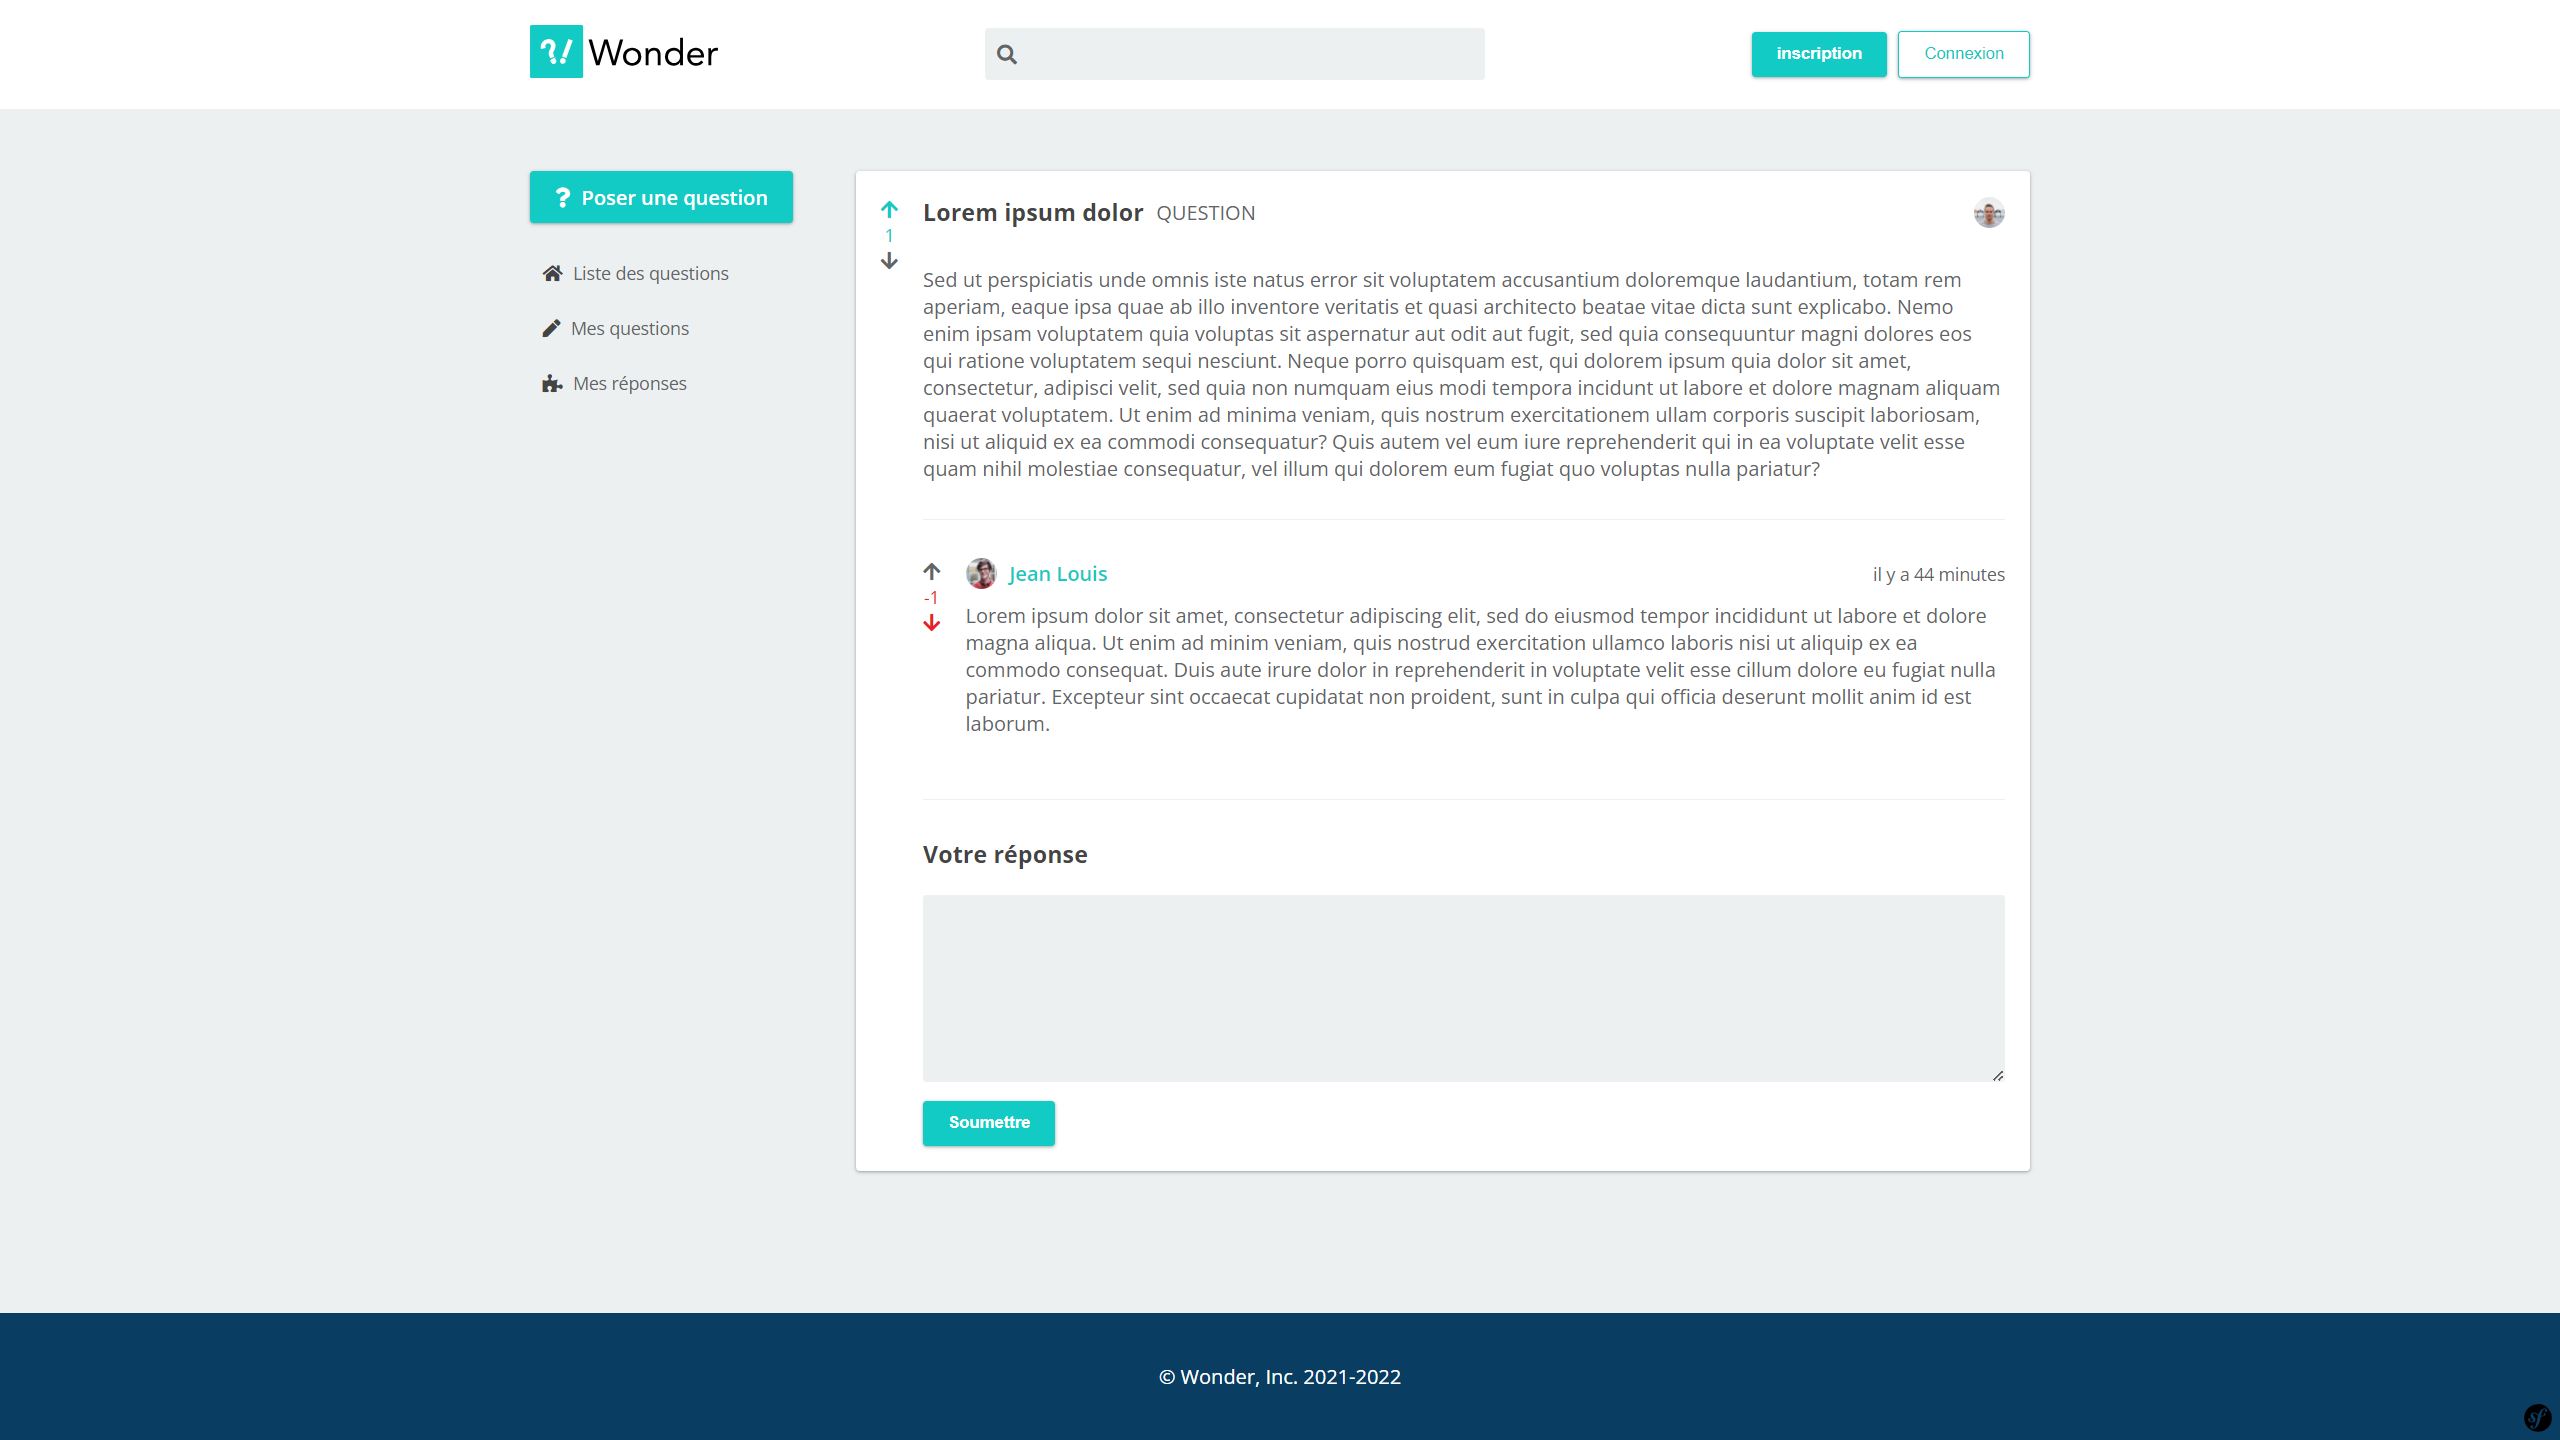 ?! Wonder
inscription
Connexion
Poser une question
Liste des questions
Mes questions
Mes réponses
1
Lorem ipsum dolor QUESTION
Sed ut perspiciatis unde omnis iste natus error sit voluptatem accusantium doloremque laudantium, totam rem
aperiam, eaque ipsa quae ab illo inventore veritatis et quasi architecto beatae vitae dicta sunt explicabo. Nemo
enim ipsam voluptatem quia voluptas sit aspernatur aut odit aut fugit, sed quia consequuntur magni dolores eos
qui ratione voluptatem sequi nesciunt. Neque porro quisquam est, qui dolorem ipsum quia dolor sit amet,
consectetur, adipisci velit, sed quia non numquam eius modi tempora incidunt ut labore et dolore magnam aliquam
quaerat voluptatem. Ut enim ad minima veniam, quis nostrum exercitationem ullam corporis suscipit laboriosam,
nisi ut aliquid ex ea commodi consequatur? Quis autem vel eum iure reprehenderit qui in ea voluptate velit esse
quam nihil molestiae consequatur, vel illum qui dolorem eum fugiat quo voluptas nulla pariatur?
-1
Jean Louis
il y a 44 minutes
Lorem ipsum dolor sit amet, consectetur adipiscing elit, sed do eiusmod tempor incididunt ut labore et dolore
magna aliqua. Ut enim ad minim veniam, quis nostrud exercitation ullamco laboris nisi ut aliquip ex ea
commodo consequat. Duis aute irure dolor in reprehenderit in voluptate velit esse cillum dolore eu fugiat nulla
pariatur. Excepteur sint occaecat cupidatat non proident, sunt in culpa qui officia deserunt mollit anim id est
laborum.
Votre réponse
Soumettre
© Wonder, Inc. 2021-2022
sf